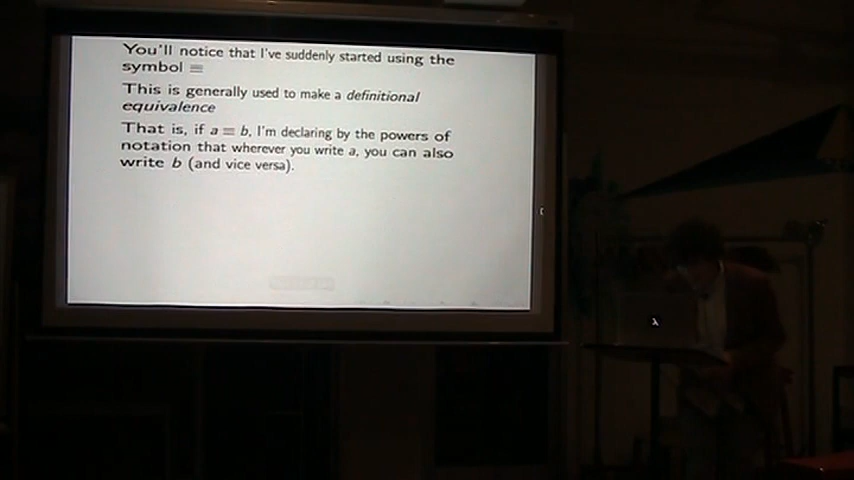 You'll notice that I've suddenly started using the
symbol ≡
This is generally used to make a definitional
equivalence
That is, if a ≡ b, I'm declaring by the powers of
notation that wherever you write a, you can also
write b (and vice versa).
λ